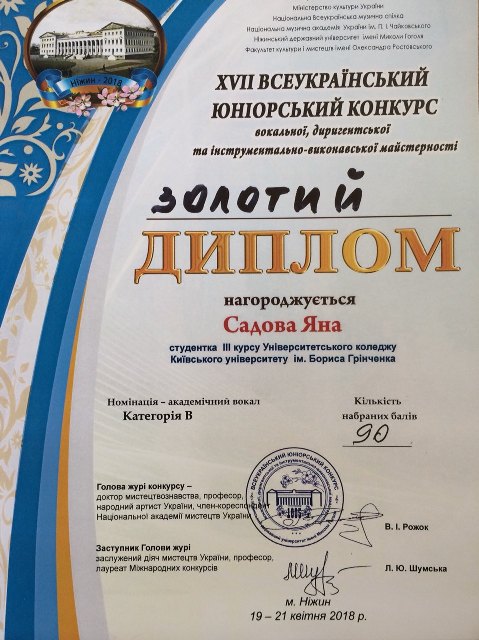 Міністерство культури України
Національна Всеукраїнська музична спілка
Національна музична академія України ім. П. І. Чайковського
Ніжинський державний університет імені Миколи Гоголя
Факультет культури і мистецтв імені Олександра Ростовського
Ніжин - 2018
XVII ВСЕУКРАЇНСЬКИЙ
ЮНІОРСЬКИЙ КОНКУРС
вокальної, диригентської
та інструментально-виконавської майстерності
ЗОЛОТИЙ
ДИПЛОМ
нагороджується
Садова Яна
студентка III курсу Університетського коледжу
Київського університету ім. Бориса Грінченка
Номінація – академічний вокал
Категорія В
Кількість
набраних балів
90
Голова журі конкурсу –
доктор мистецтвознавства, професор,
народний артист України, член-кореспондент
Національної академії мистецтв України
В. І. Рожок
ВСЕУКРАЇНСЬКИЙ ЮНІОРСЬКИЙ КОНКУРС
1805
Заступник Голови журі
заслужений діяч мистецтв України, професор,
лауреат Міжнародних конкурсів
Л. Ю. Шумська
м. Ніжин
19 – 21 квітня 2018 р.